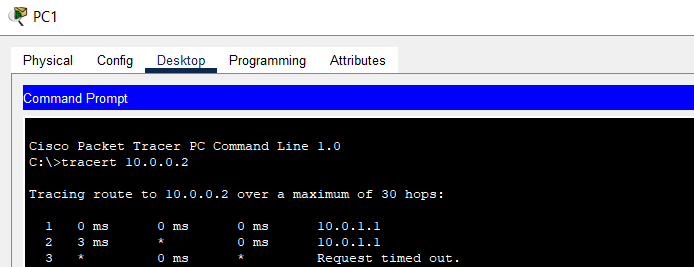 PC1
Physical Config Desktop Programming Attributes
Command Prompt
Cisco Packet Tracer PC Command Line 1.0
C:\>tracert 10.0.0.2
Tracing route to 10.0.0.2 over a maximum of 30 hops:
1 0 ms 0 ms 0 ms 10.0.1.1
2 3 ms * 0 ms 10.0.1.1
3 * 0 ms * Request timed out.